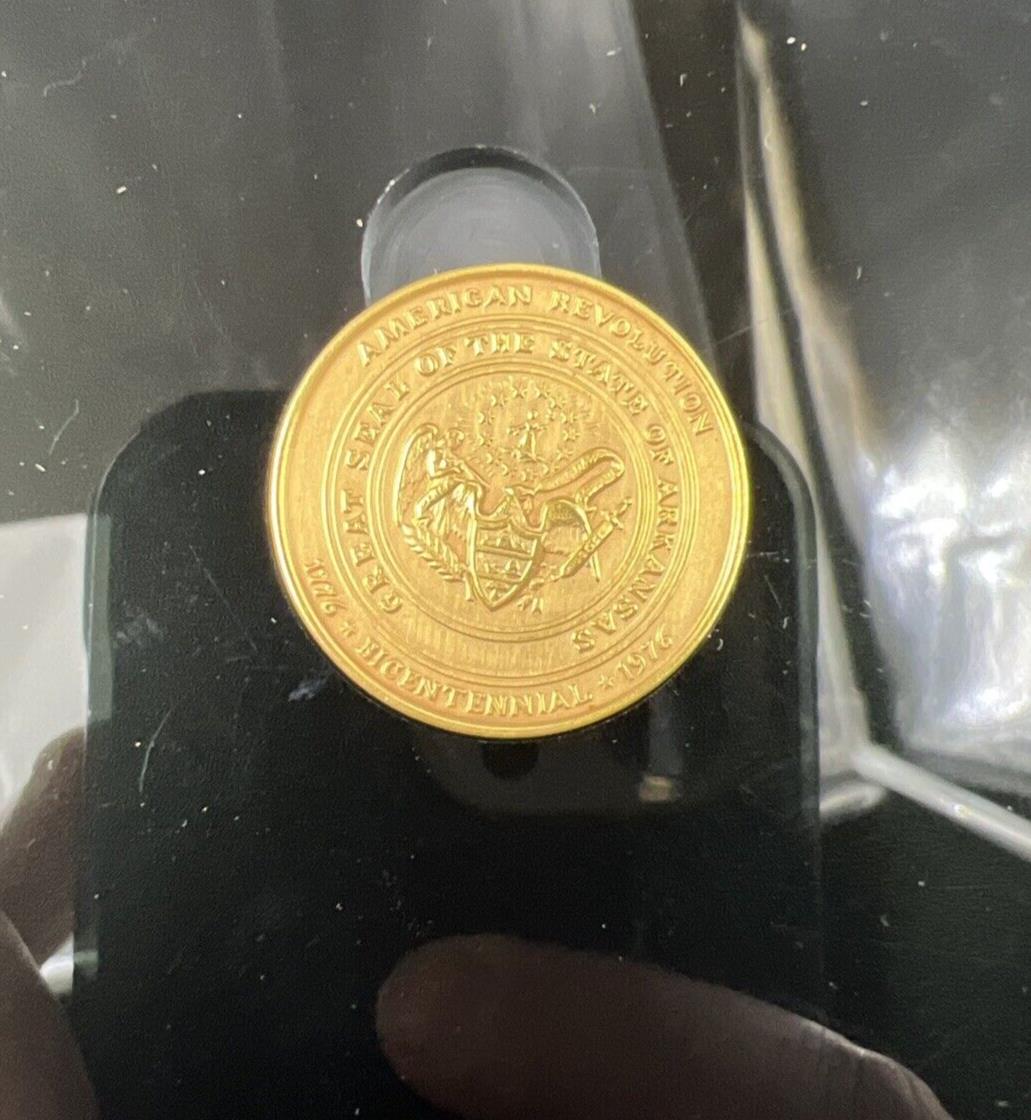 AMERICAN REVOLUTION
GREAT SEAL OF THE STATE OF ARKANSAS
1776 ★ BICENTENNIAL ★ 1976